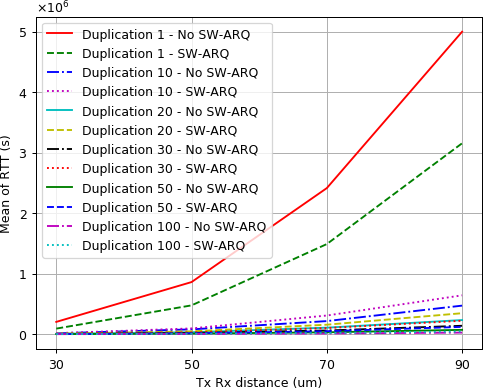 ×10⁶
5
4
3
2
1
0
Mean of RTT (s)
Duplication 1 - No SW-ARQ
Duplication 1 - SW-ARQ
Duplication 10 - No SW-ARQ
Duplication 10 - SW-ARQ
Duplication 20 - No SW-ARQ
Duplication 20 - SW-ARQ
Duplication 30 - No SW-ARQ
Duplication 30 - SW-ARQ
Duplication 50 - No SW-ARQ
Duplication 50 - SW-ARQ
Duplication 100 - No SW-ARQ
Duplication 100 - SW-ARQ
30 50 70 90
Tx Rx distance (um)